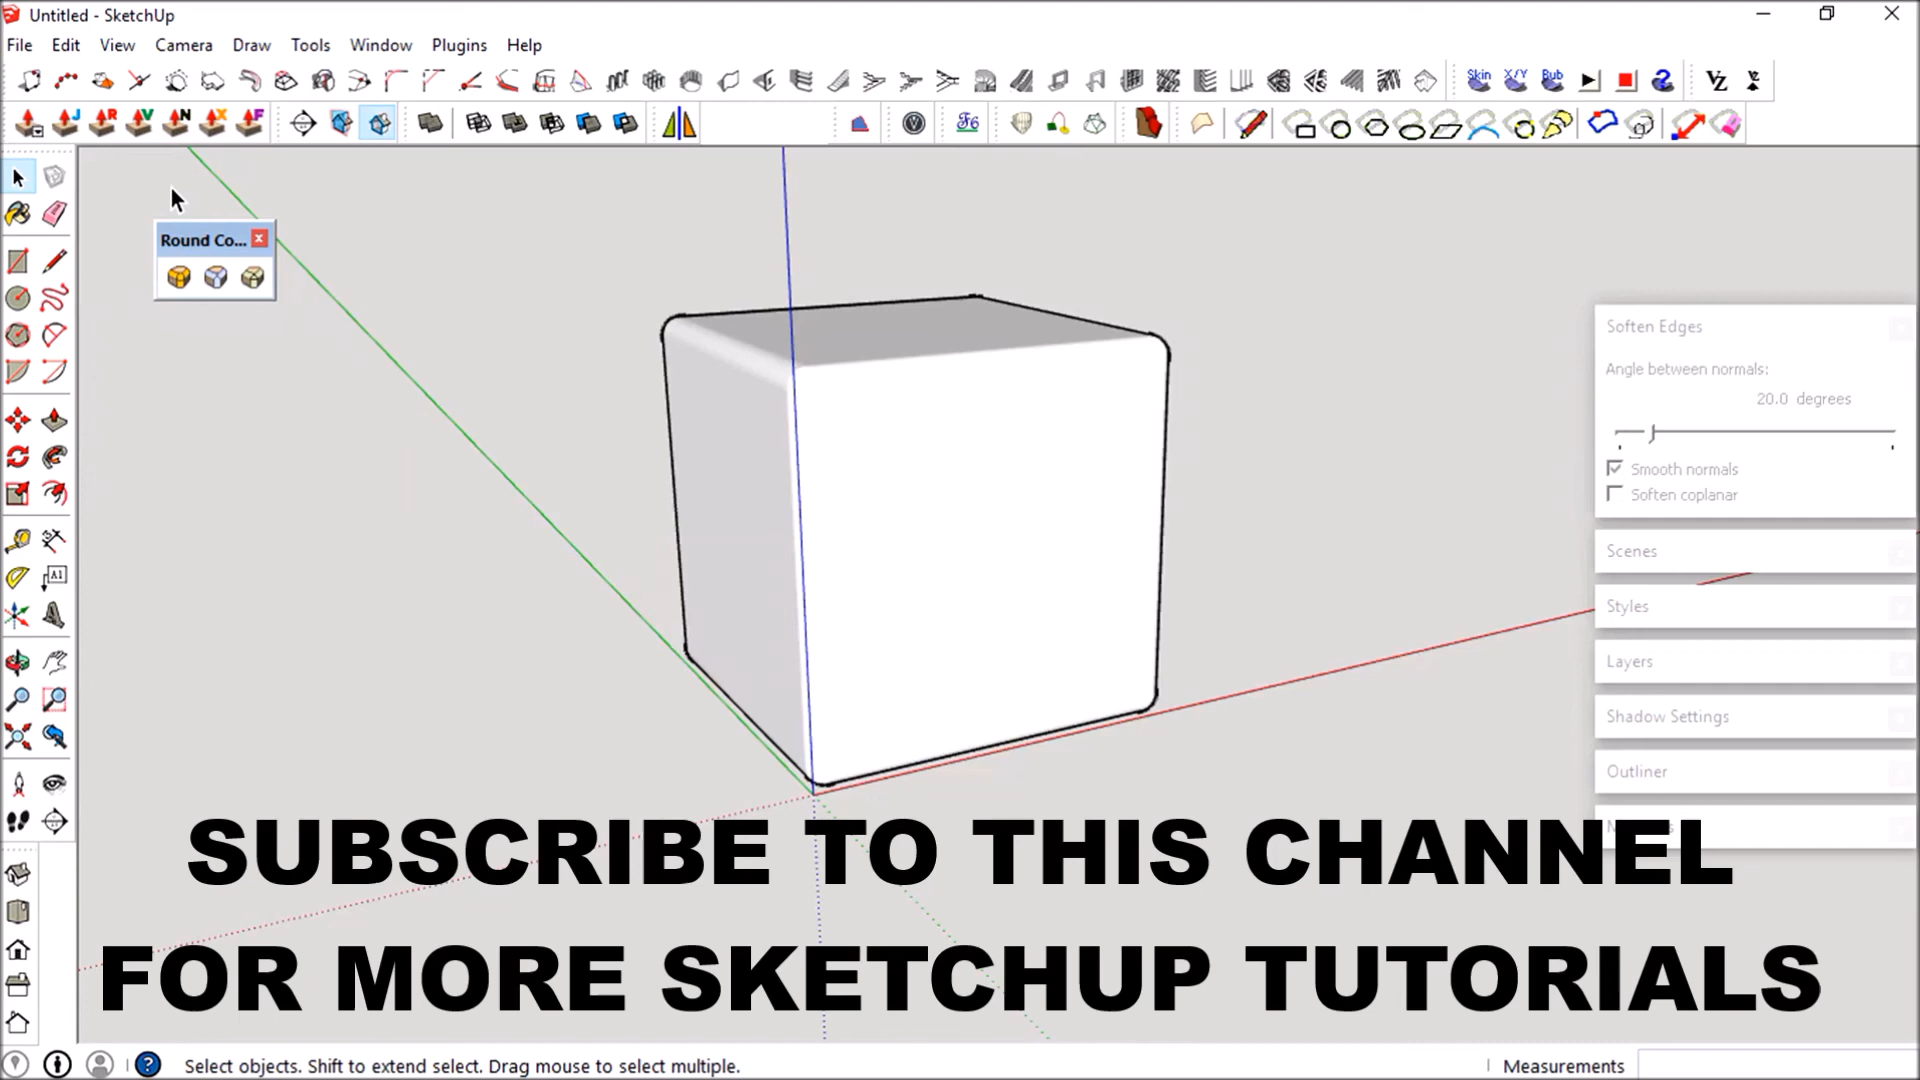 Untitled - SketchUp
File Edit View Camera Draw Tools Window Plugins Help
Skin X/Y Bub
J R V N X F
F6
Round Co...
A1
Soften Edges
Angle between normals:
20.0 degrees
Smooth normals
Soften coplanar
Scenes
Styles
Layers
Shadow Settings
Outliner
SUBSCRIBE TO THIS CHANNEL
FOR MORE SKETCHUP TUTORIALS
Select objects. Shift to extend select. Drag mouse to select multiple.
Measurements